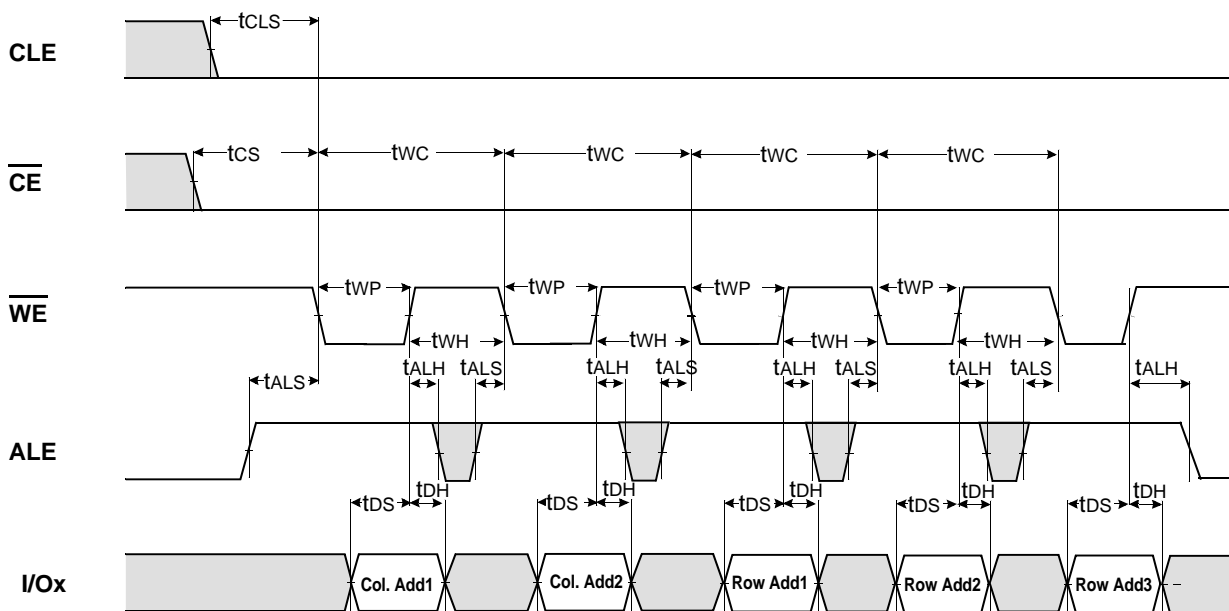 CLE tCLS
CE tCS tWC tWC tWC tWC
WE tWP tWP tWP tWP
tWH tWH tWH tWH
tALS tALH tALS tALH tALS tALH tALS tALH tALS tALH
ALE
tDS tDH tDS tDH tDS tDH tDS tDH tDS tDH
I/Ox Col. Add1 Col. Add2 Row Add1 Row Add2 Row Add3